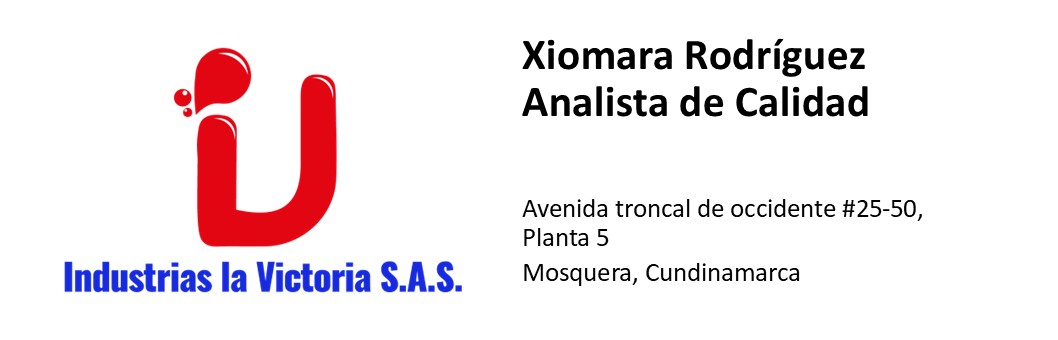 Xiomara Rodríguez
Analista de Calidad
Avenida troncal de occidente #25-50,
Planta 5
Mosquera, Cundinamarca
Industrias la Victoria S.A.S.